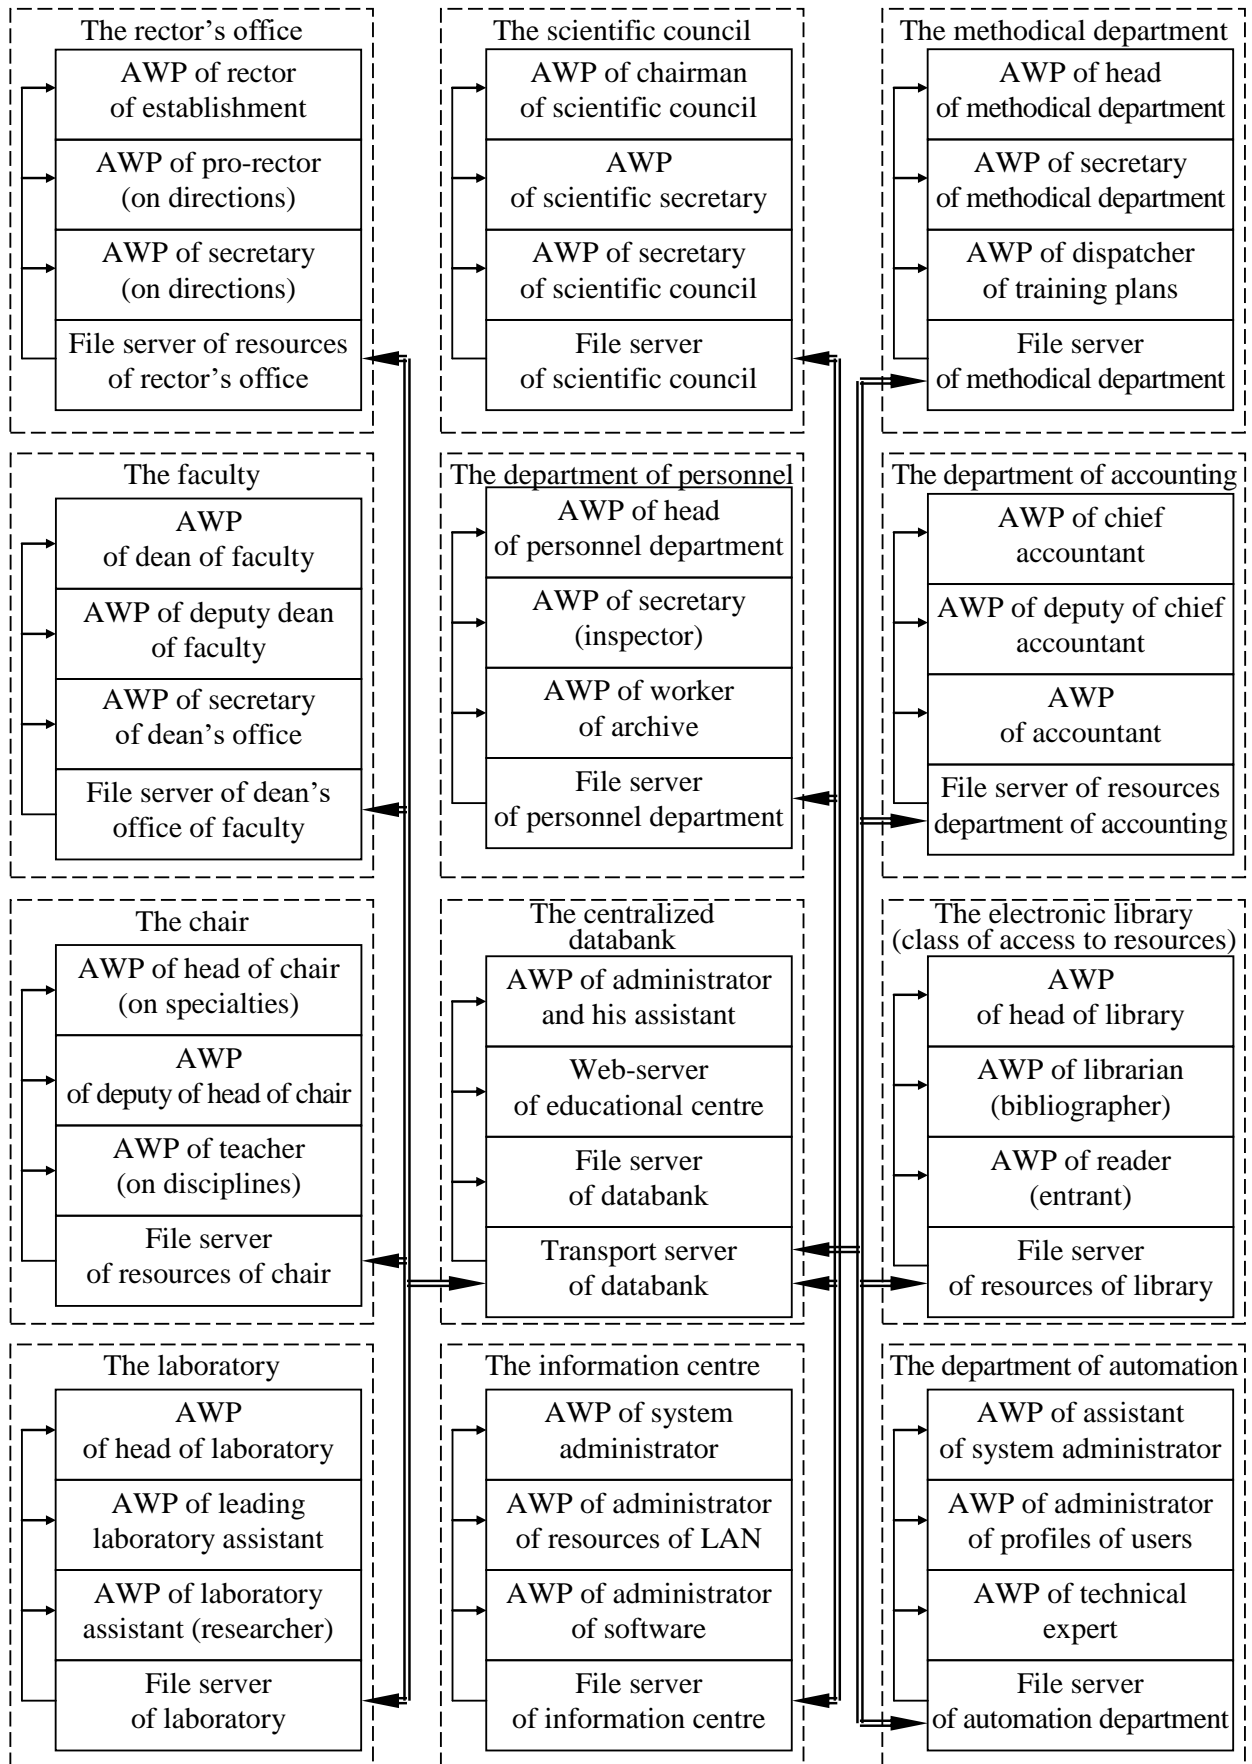 The rector’s office
AWP of rector
of establishment
AWP of pro-rector
(on directions)
AWP of secretary
(on directions)
File server of resources
of rector’s office
The scientific council
AWP of chairman
of scientific council
AWP
of scientific secretary
AWP of secretary
of scientific council
File server
of scientific council
The methodical department
AWP of head
of methodical department
AWP of secretary
of methodical department
AWP of dispatcher
of training plans
File server
of methodical department
The faculty
AWP
of dean of faculty
AWP of deputy dean
of faculty
AWP of secretary
of dean’s office
File server of dean’s
office of faculty
The department of personnel
AWP of head
of personnel department
AWP of secretary
(inspector)
AWP of worker
of archive
File server
of personnel department
The department of accounting
AWP of chief
accountant
AWP of deputy of chief
accountant
AWP
of accountant
File server of resources
department of accounting
The chair
AWP of head of chair
(on specialties)
AWP
of deputy of head of chair
AWP of teacher
(on disciplines)
File server
of resources of chair
The centralized
databank
AWP of administrator
and his assistant
Web-server
of educational centre
File server
of databank
Transport server
of databank
The electronic library
(class of access to resources)
AWP
of head of library
AWP of librarian
(bibliographer)
AWP of reader
(entrant)
File server
of resources of library
The laboratory
AWP
of head of laboratory
AWP of leading
laboratory assistant
AWP of laboratory
assistant (researcher)
File server
of laboratory
The information centre
AWP of system
administrator
AWP of administrator
of resources of LAN
AWP of administrator
of software
File server
of information centre
The department of automation
AWP of assistant
of system administrator
AWP of administrator
of profiles of users
AWP of technical
expert
File server
of automation department